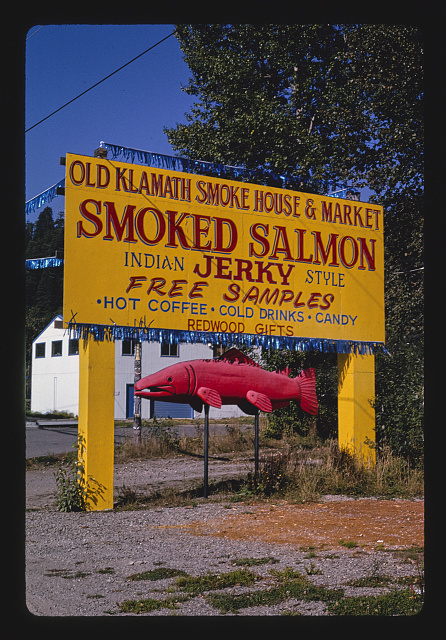 OLD KLAMATH SMOKE HOUSE & MARKET
SMOKED SALMON
INDIAN JERKY STYLE
FREE SAMPLES
•HOT COFFEE •COLD DRINKS •CANDY
REDWOOD GIFTS